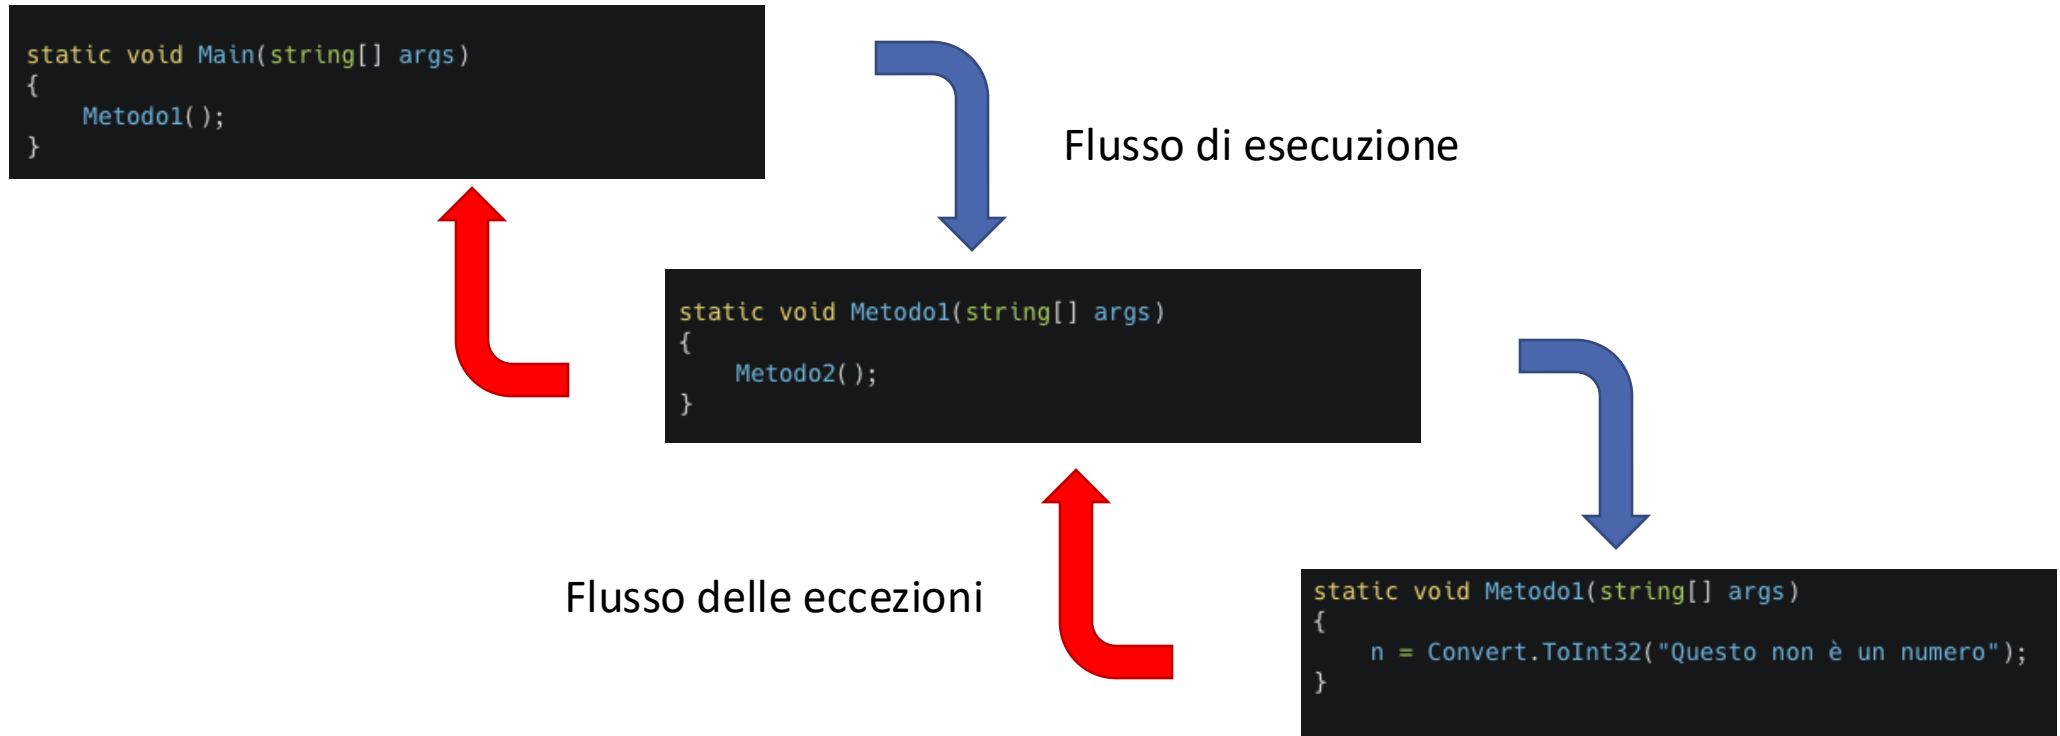 static void Main(string[] args)
{
    Metodo1();
}
Flusso di esecuzione
static void Metodo1(string[] args)
{
    Metodo2();
}
Flusso delle eccezioni
static void Metodo1(string[] args)
{
    n = Convert.ToInt32("Questo non è un numero");
}